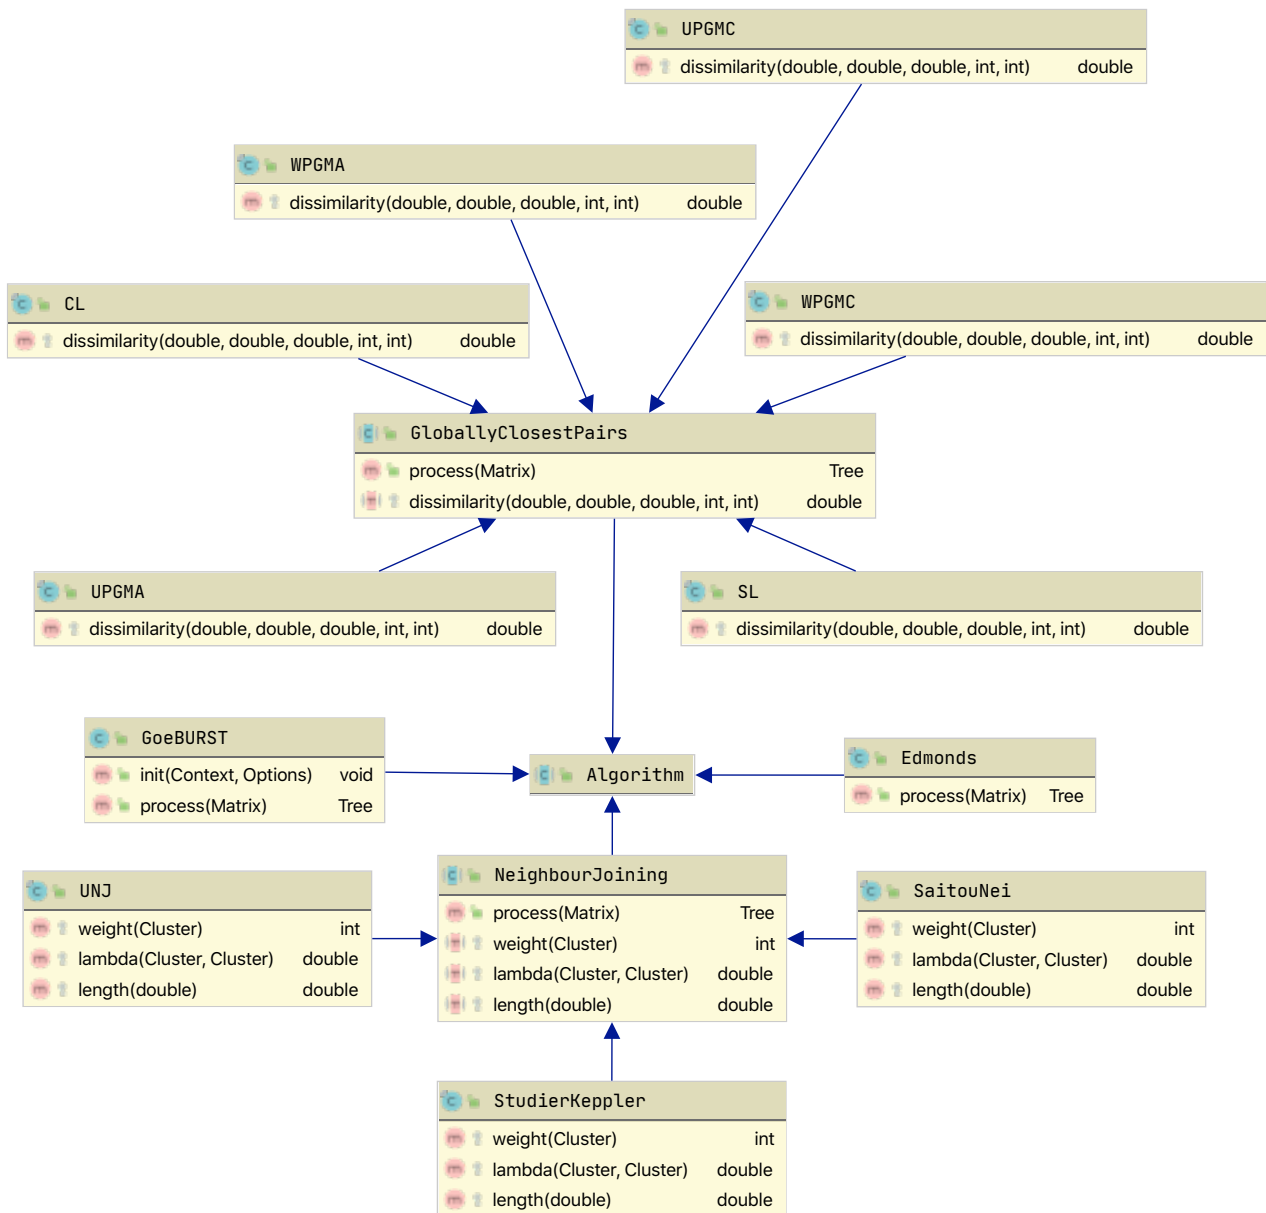 UPGMC
dissimilarity(double, double, double, int, int) double
WPGMA
dissimilarity(double, double, double, int, int) double
CL
dissimilarity(double, double, double, int, int) double
WPGMC
dissimilarity(double, double, double, int, int) double
GloballyClosestPairs
process(Matrix) Tree
dissimilarity(double, double, double, int, int) double
UPGMA
dissimilarity(double, double, double, int, int) double
SL
dissimilarity(double, double, double, int, int) double
GoeBURST
init(Context, Options) void
process(Matrix) Tree
Algorithm
Edmonds
process(Matrix) Tree
UNJ
weight(Cluster) int
lambda(Cluster, Cluster) double
length(double) double
NeighbourJoining
process(Matrix) Tree
weight(Cluster) int
lambda(Cluster, Cluster) double
length(double) double
SaitouNei
weight(Cluster) int
lambda(Cluster, Cluster) double
length(double) double
StudierKeppler
weight(Cluster) int
lambda(Cluster, Cluster) double
length(double) double